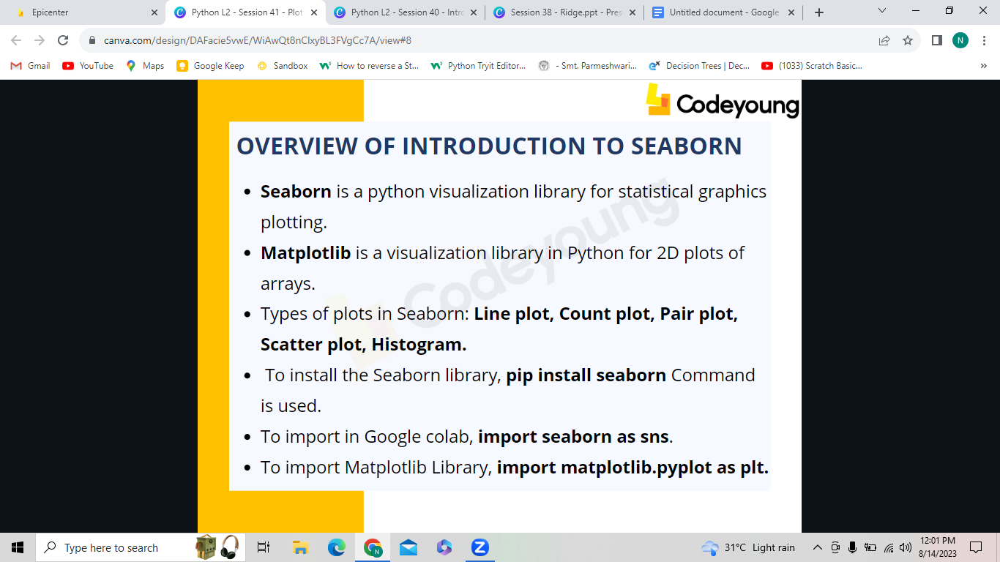 Epicenter
Python L2 - Session 41 - Plot
Python L2 - Session 40 - Intro
Session 38 - Ridge.ppt - Pres
Untitled document - Google
canva.com/design/DAFacie5vwE/WiAwQt8nClxyBL3FVgCc7A/view#8
N
Gmail
YouTube
Maps
Google Keep
Sandbox
How to reverse a St...
Python Tryit Editor...
- Smt. Parmeshwari...
Decision Trees | Dec...
(1033) Scratch Basic...
Codeyoung
OVERVIEW OF INTRODUCTION TO SEABORN
• Seaborn is a python visualization library for statistical graphics
plotting.
• Matplotlib is a visualization library in Python for 2D plots of
arrays.
• Types of plots in Seaborn: Line plot, Count plot, Pair plot,
Scatter plot, Histogram.
• To install the Seaborn library, pip install seaborn Command
is used.
• To import in Google colab, import seaborn as sns.
• To import Matplotlib Library, import matplotlib.pyplot as plt.
Codeyoung
Type here to search
N
Z
31°C Light rain
12:01 PM
8/14/2023